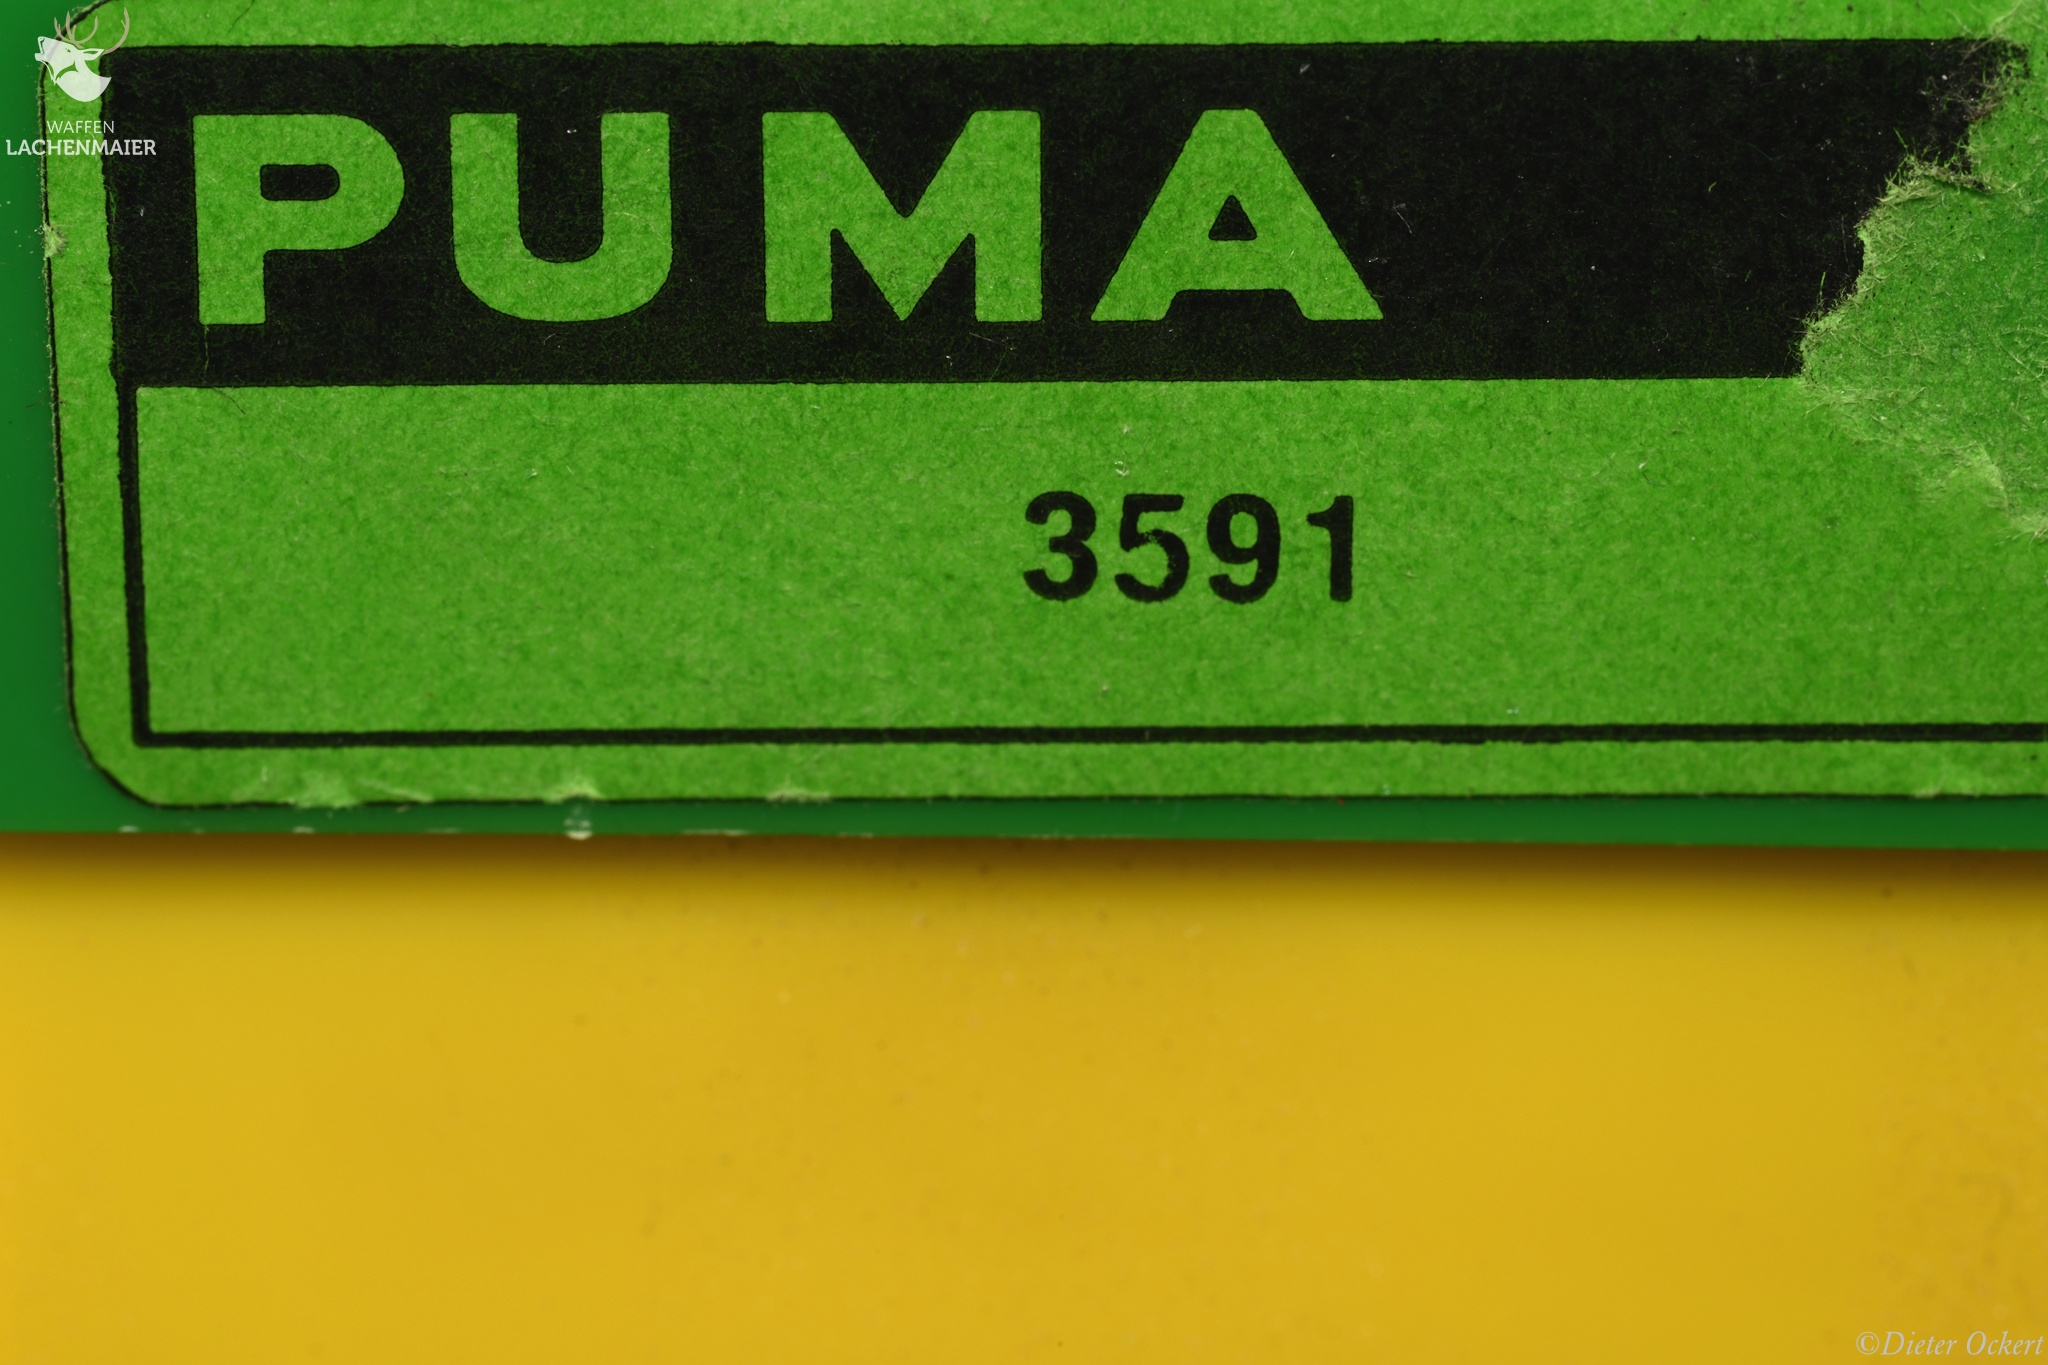 WAFFEN
LACHENMAIER
PUMA
3591
©Dieter Ockert